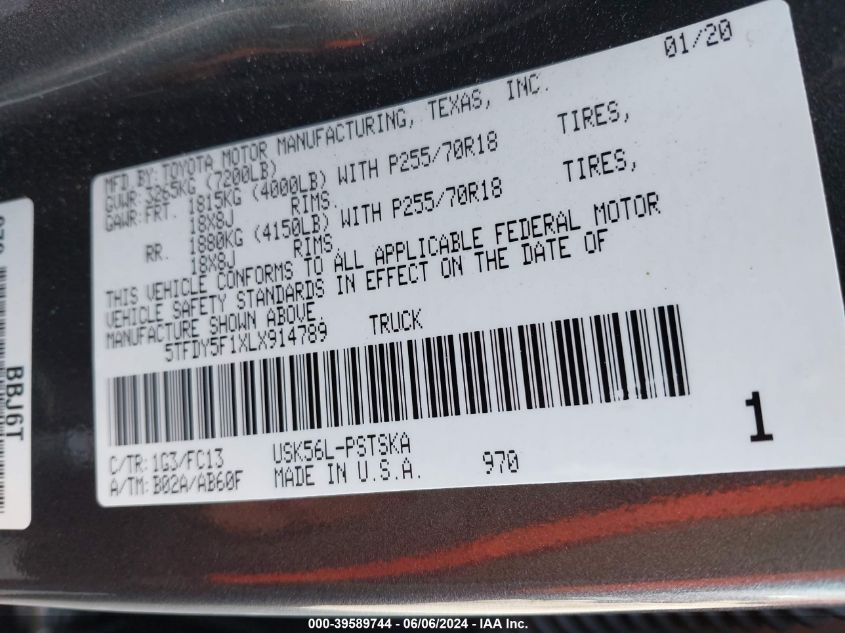 01/20
MFD. BY: TOYOTA MOTOR MANUFACTURING, TEXAS, INC.
GVWR: 3265KG (7200LB)
GAWR: FRT. 1815KG (4000LB) WITH P255/70R18 TIRES,
18X8J RIMS.
RR. 1880KG (4150LB) WITH P255/70R18 TIRES,
18X8J RIMS.
THIS VEHICLE CONFORMS TO ALL APPLICABLE FEDERAL MOTOR
VEHICLE SAFETY STANDARDS IN EFFECT ON THE DATE OF
MANUFACTURE SHOWN ABOVE.
5TFDY5F1XLX914789 TRUCK
1
C/TR: 1G3/FC13 USK56L-PSTSKA
A/TM: B02A/AB60F MADE IN U.S.A. 970
BBJ6T
000-39589744 - 06/06/2024 - © IAA Inc.